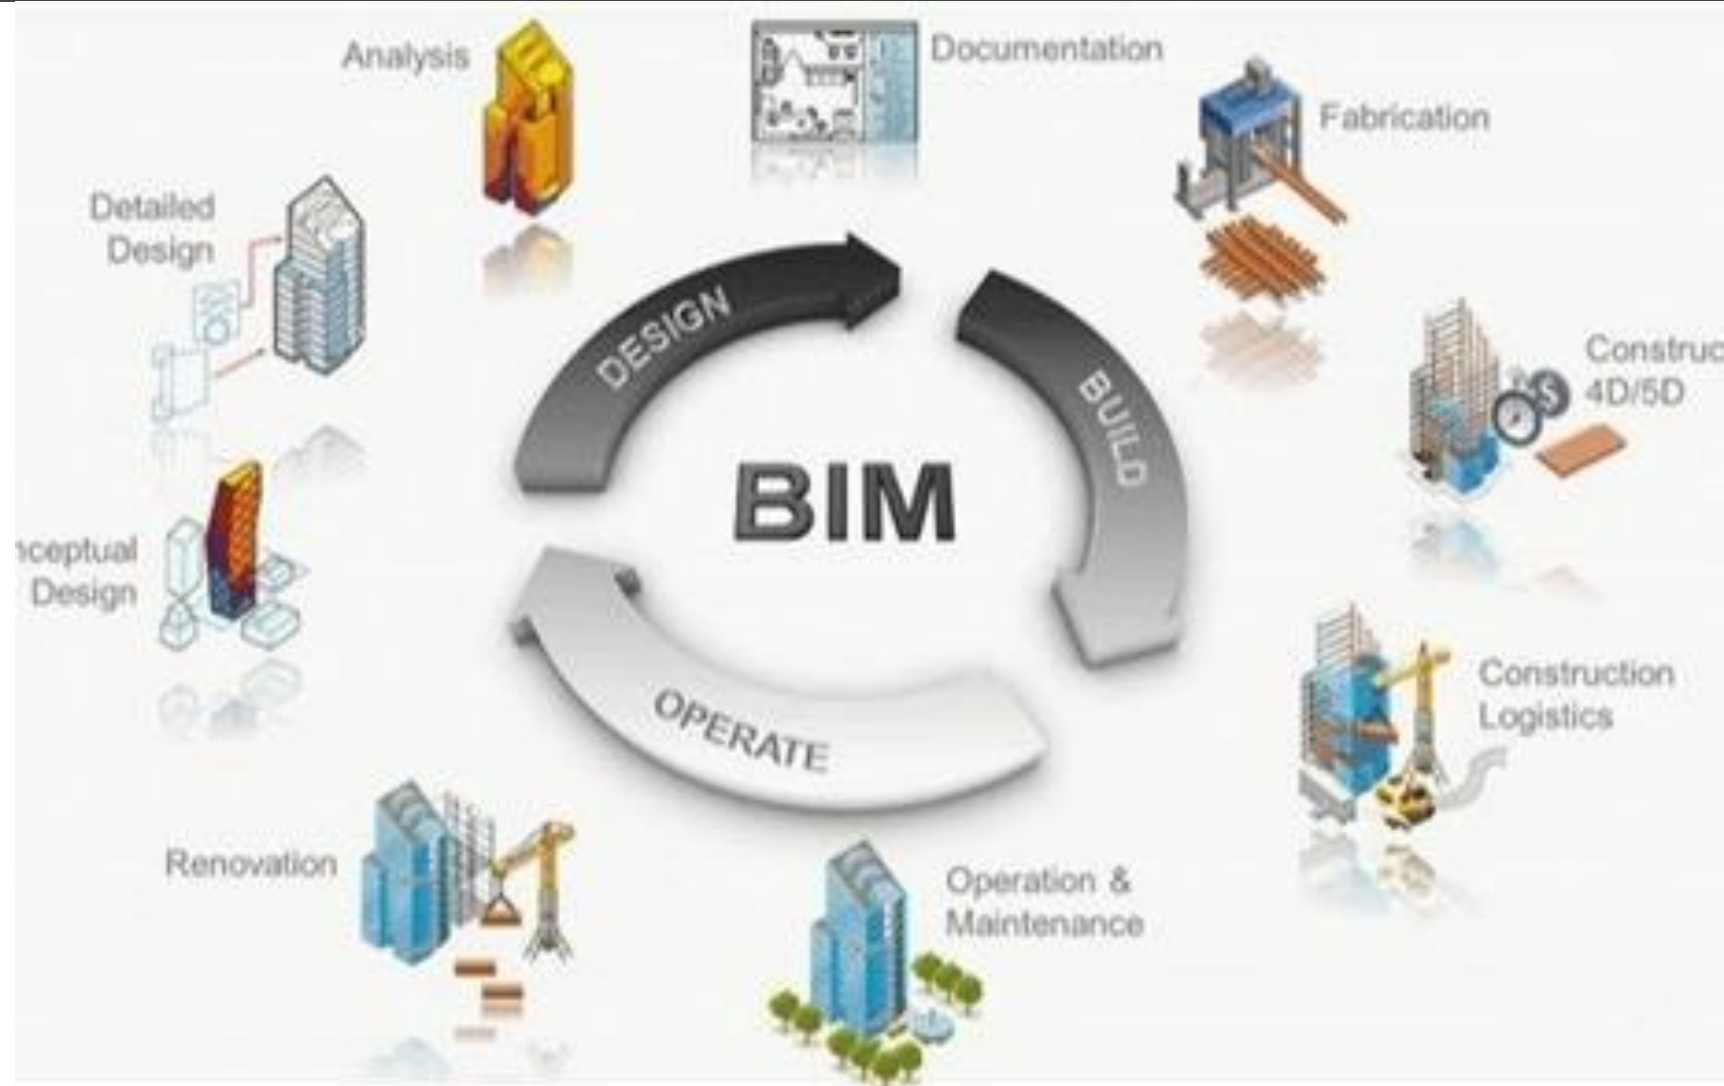 Analysis
Documentation
Fabrication
Detailed
Design
DESIGN
BUILD
Construc
4D/5D
BIM
nceptual
Design
Construction
Logistics
OPERATE
Renovation
Operation &
Maintenance